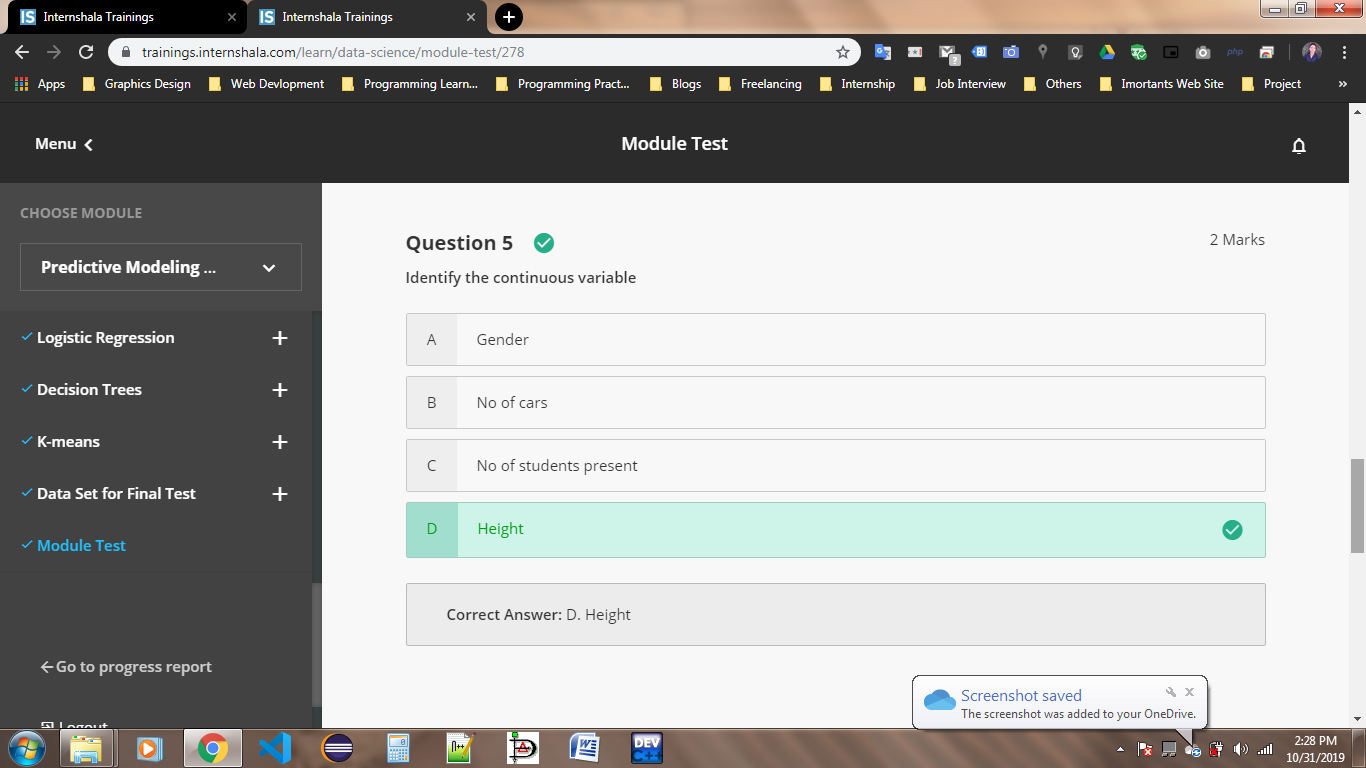 Internshala Trainings
Internshala Trainings
trainings.internshala.com/learn/data-science/module-test/278
Apps
Graphics Design
Web Devlopment
Programming Learn...
Programming Pract...
Blogs
Freelancing
Internship
Job Interview
Others
Imortants Web Site
Project
»
Menu
Module Test
CHOOSE MODULE
Predictive Modeling ...
Logistic Regression
Decision Trees
K-means
Data Set for Final Test
Module Test
Go to progress report
Logout
Question 5
2 Marks
Identify the continuous variable
A Gender
B No of cars
C No of students present
D Height
Correct Answer: D. Height
Screenshot saved
The screenshot was added to your OneDrive.
DEV
C++
2:28 PM
10/31/2019